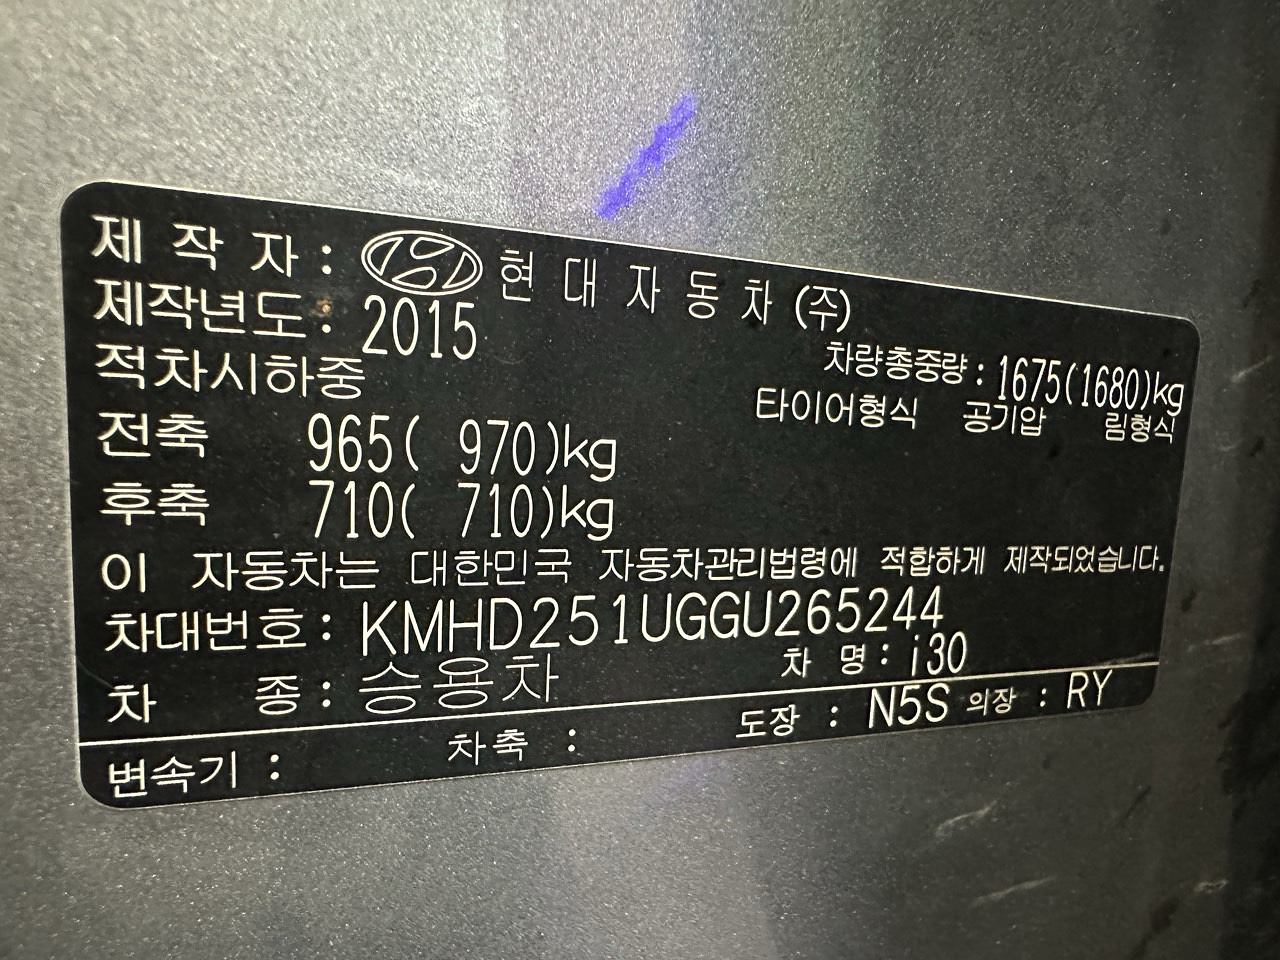 제 작 자 : 현 대 자 동 차 (주)
제작년도 : 2015
적차시하중 차량총중량 : 1675(1680)kg
타이어형식 공기압 림형식
전축 965( 970)kg
후축 710( 710)kg
이 자동차는 대한민국 자동차관리법령에 적합하게 제작되었습니다.
차대번호 : KMHD251UGGU265244
차 종 : 승용차 차 명 : i30
변속기 : 차축 : 도장 : N5S 의장 : RY